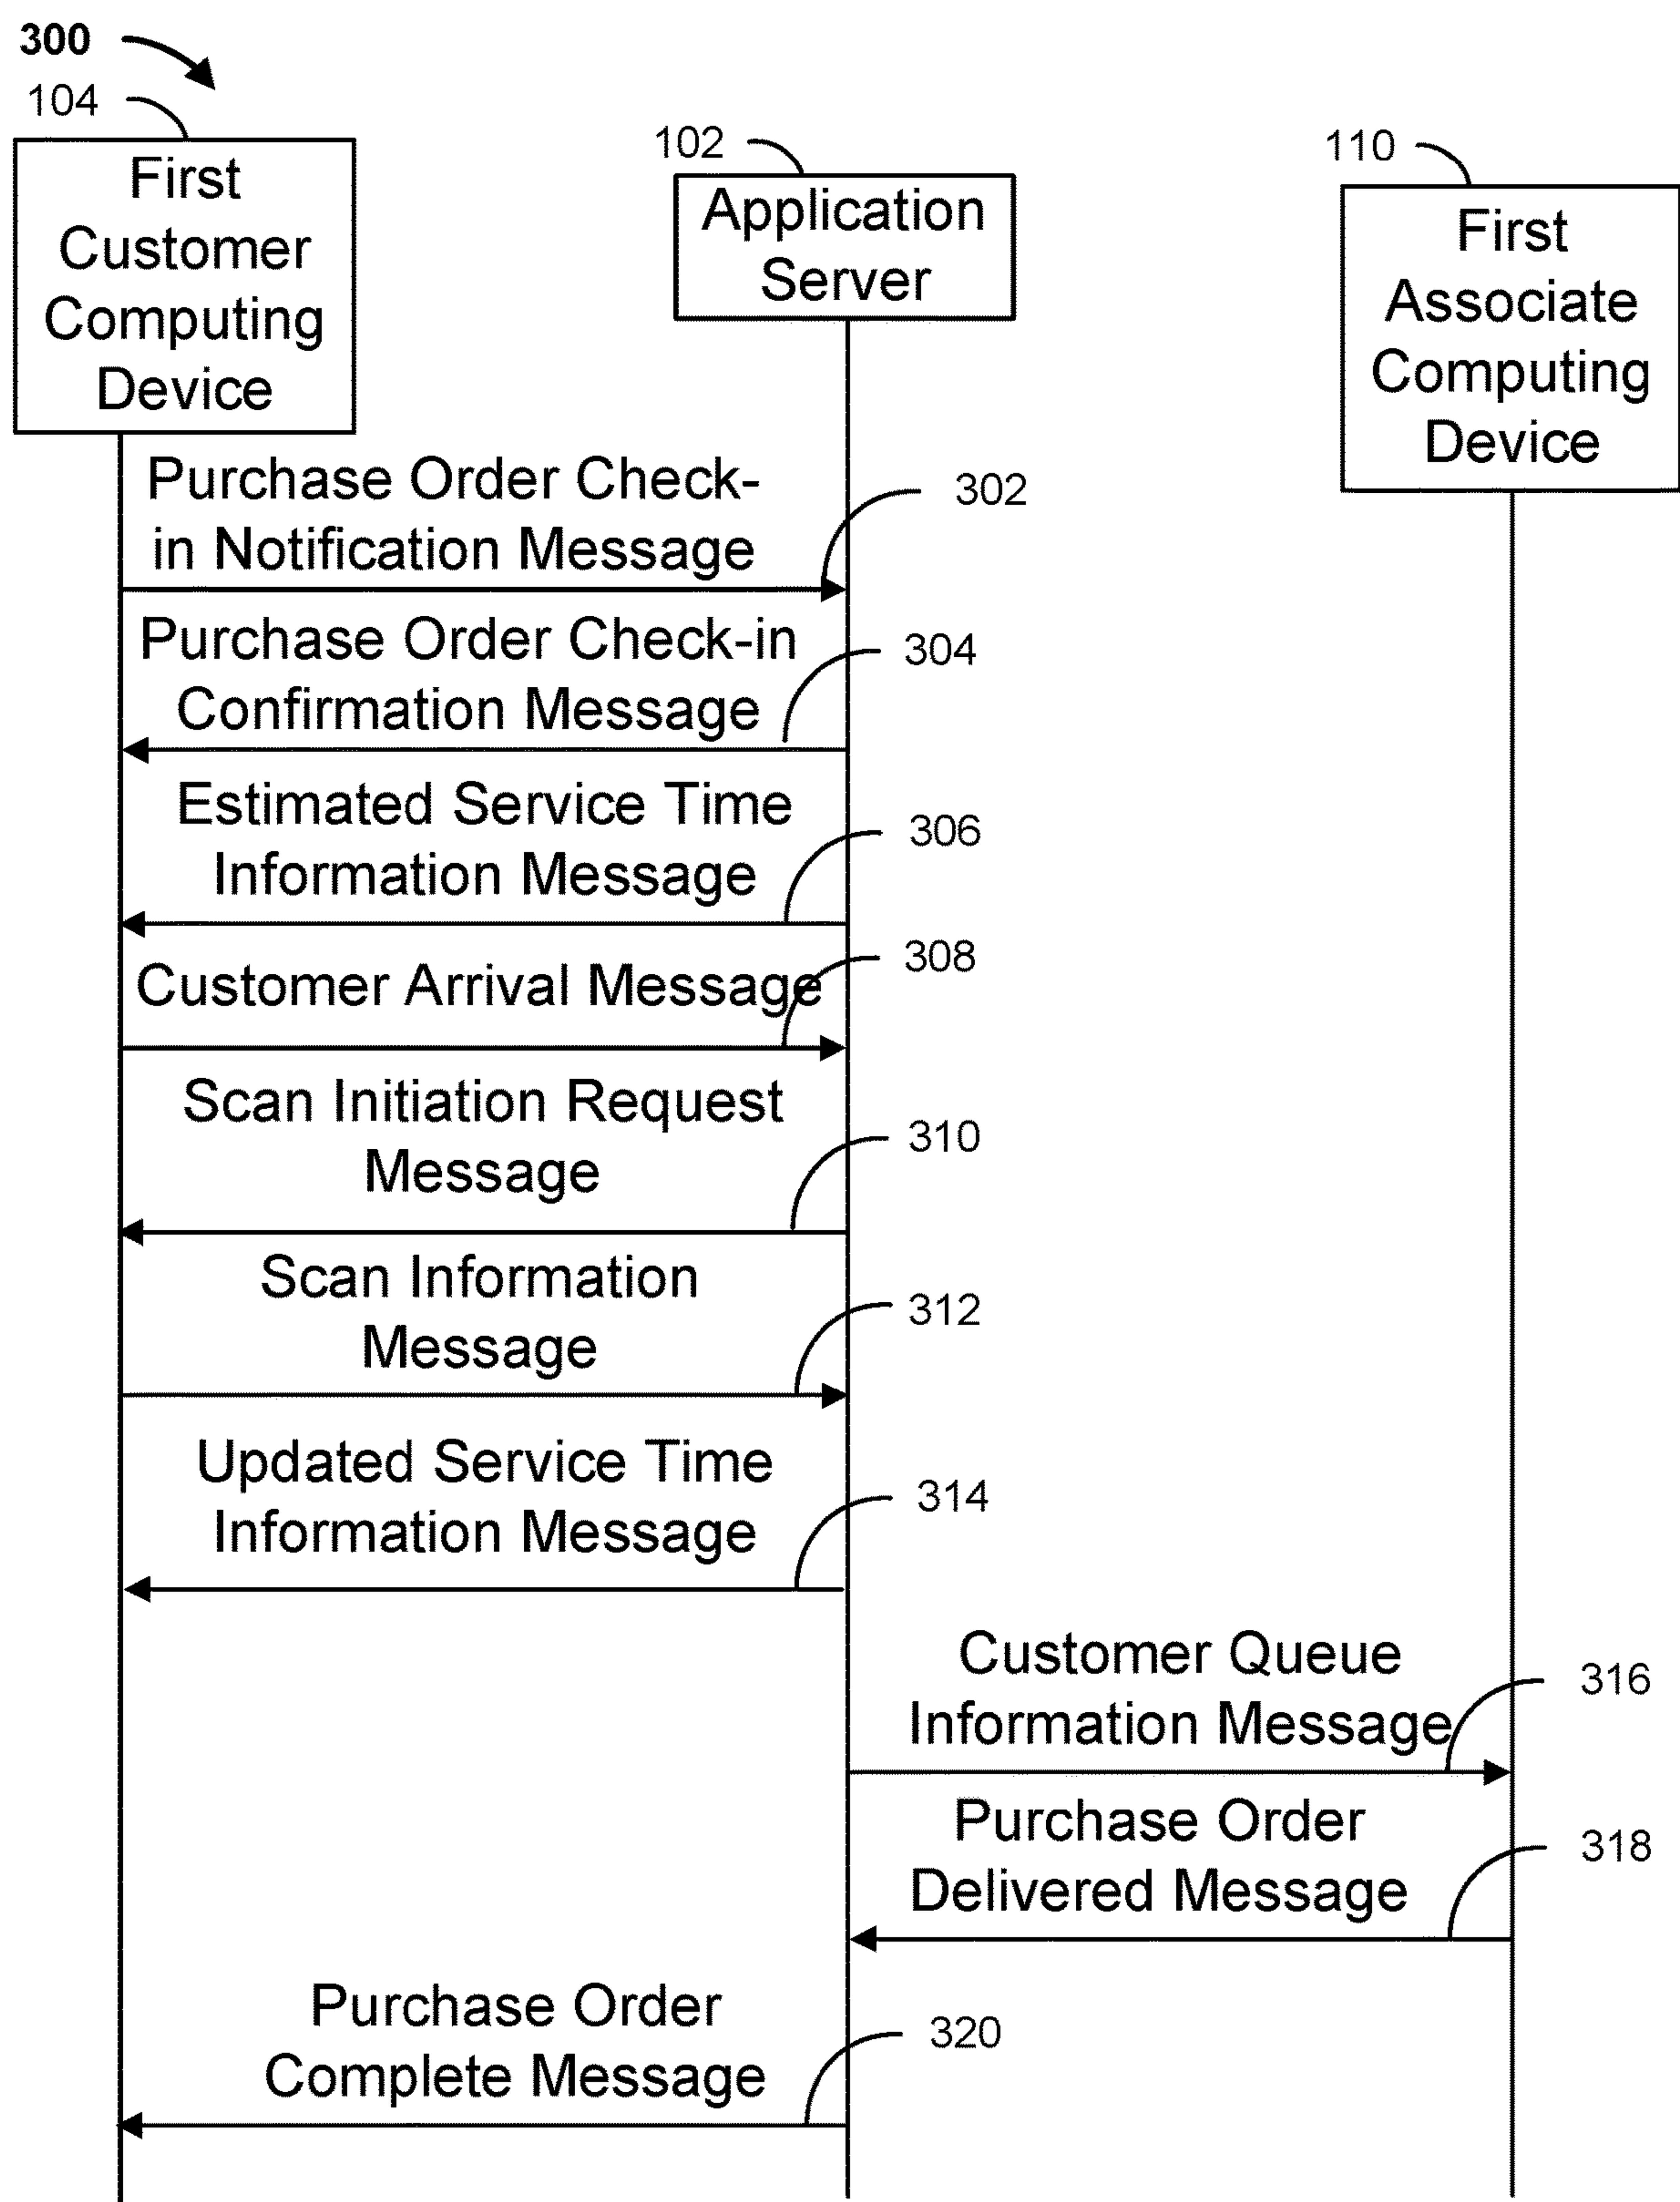 300
104
First
Customer
Computing
Device
102
Application
Server
110
First
Associate
Computing
Device
Purchase Order Check-
in Notification Message
302
Purchase Order Check-in
Confirmation Message
304
Estimated Service Time
Information Message
306
Customer Arrival Message
308
Scan Initiation Request
Message
310
Scan Information
Message
312
Updated Service Time
Information Message
314
Customer Queue
Information Message
316
Purchase Order
Delivered Message
318
Purchase Order
Complete Message
320